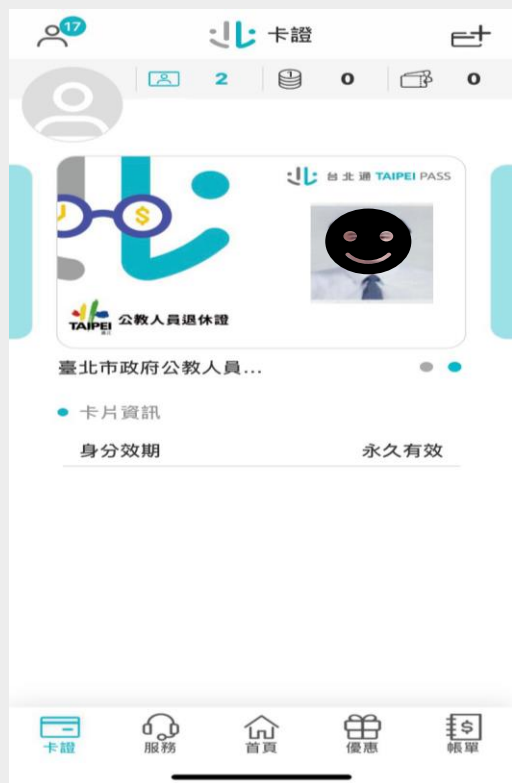 17
卡證
2
0
0
台北通 TAIPEI PASS
TAIPEI 公教人員退休證
臺北市政府公教人員...
卡片資訊
身分效期 永久有效
卡證 服務 首頁 優惠 帳單